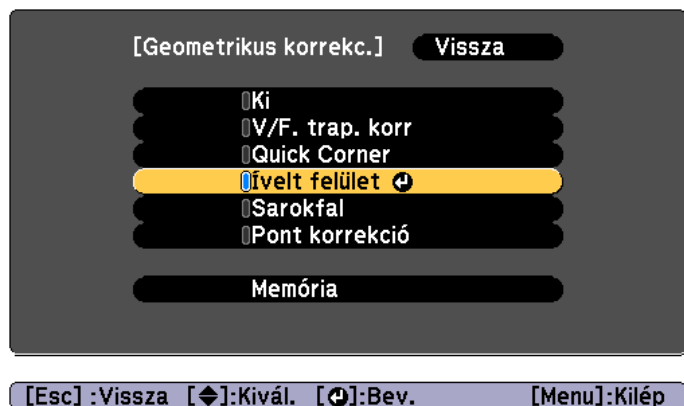 [Geometrikus korrekc.] Vissza
Ki
V/F. trap. korr
Quick Corner
Ívelt felület
Sarokfal
Pont korrekció
Memória
[Esc] :Vissza [◆]:Kivál. [⏎]:Bev. [Menu]:Kilép